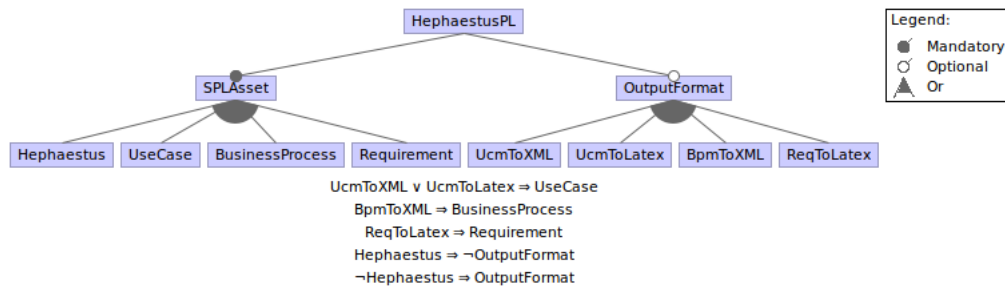 HephaestusPL
Legend:
Mandatory
Optional
Or
SPLAsset
OutputFormat
Hephaestus
UseCase
BusinessProcess
Requirement
UcmToXML
UcmToLatex
BpmToXML
ReqToLatex
UcmToXML ∨ UcmToLatex ⇒ UseCase
BpmToXML ⇒ BusinessProcess
ReqToLatex ⇒ Requirement
Hephaestus ⇒ ¬OutputFormat
¬Hephaestus ⇒ OutputFormat